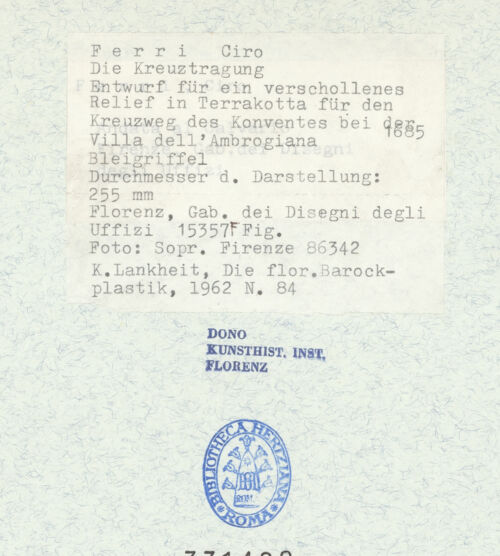 Ferri Ciro
Die Kreuztragung
Entwurf für ein verschollenes
Relief in Terrakotta für den
Kreuzweg des Konventes bei der
Villa dell'Ambrogiana 1685
Bleigriffel
Durchmesser d. Darstellung:
255 mm
Florenz, Gab. dei Disegni degli
Uffizi 15357F Fig.
Foto: Sopr. Firenze 86342
K.Lankheit, Die flor.Barock-
plastik, 1962 N. 84
DONO
KUNSTHIST. INST.
FLORENZ
BIBLIOTHECA HERTZIANA
ROMA